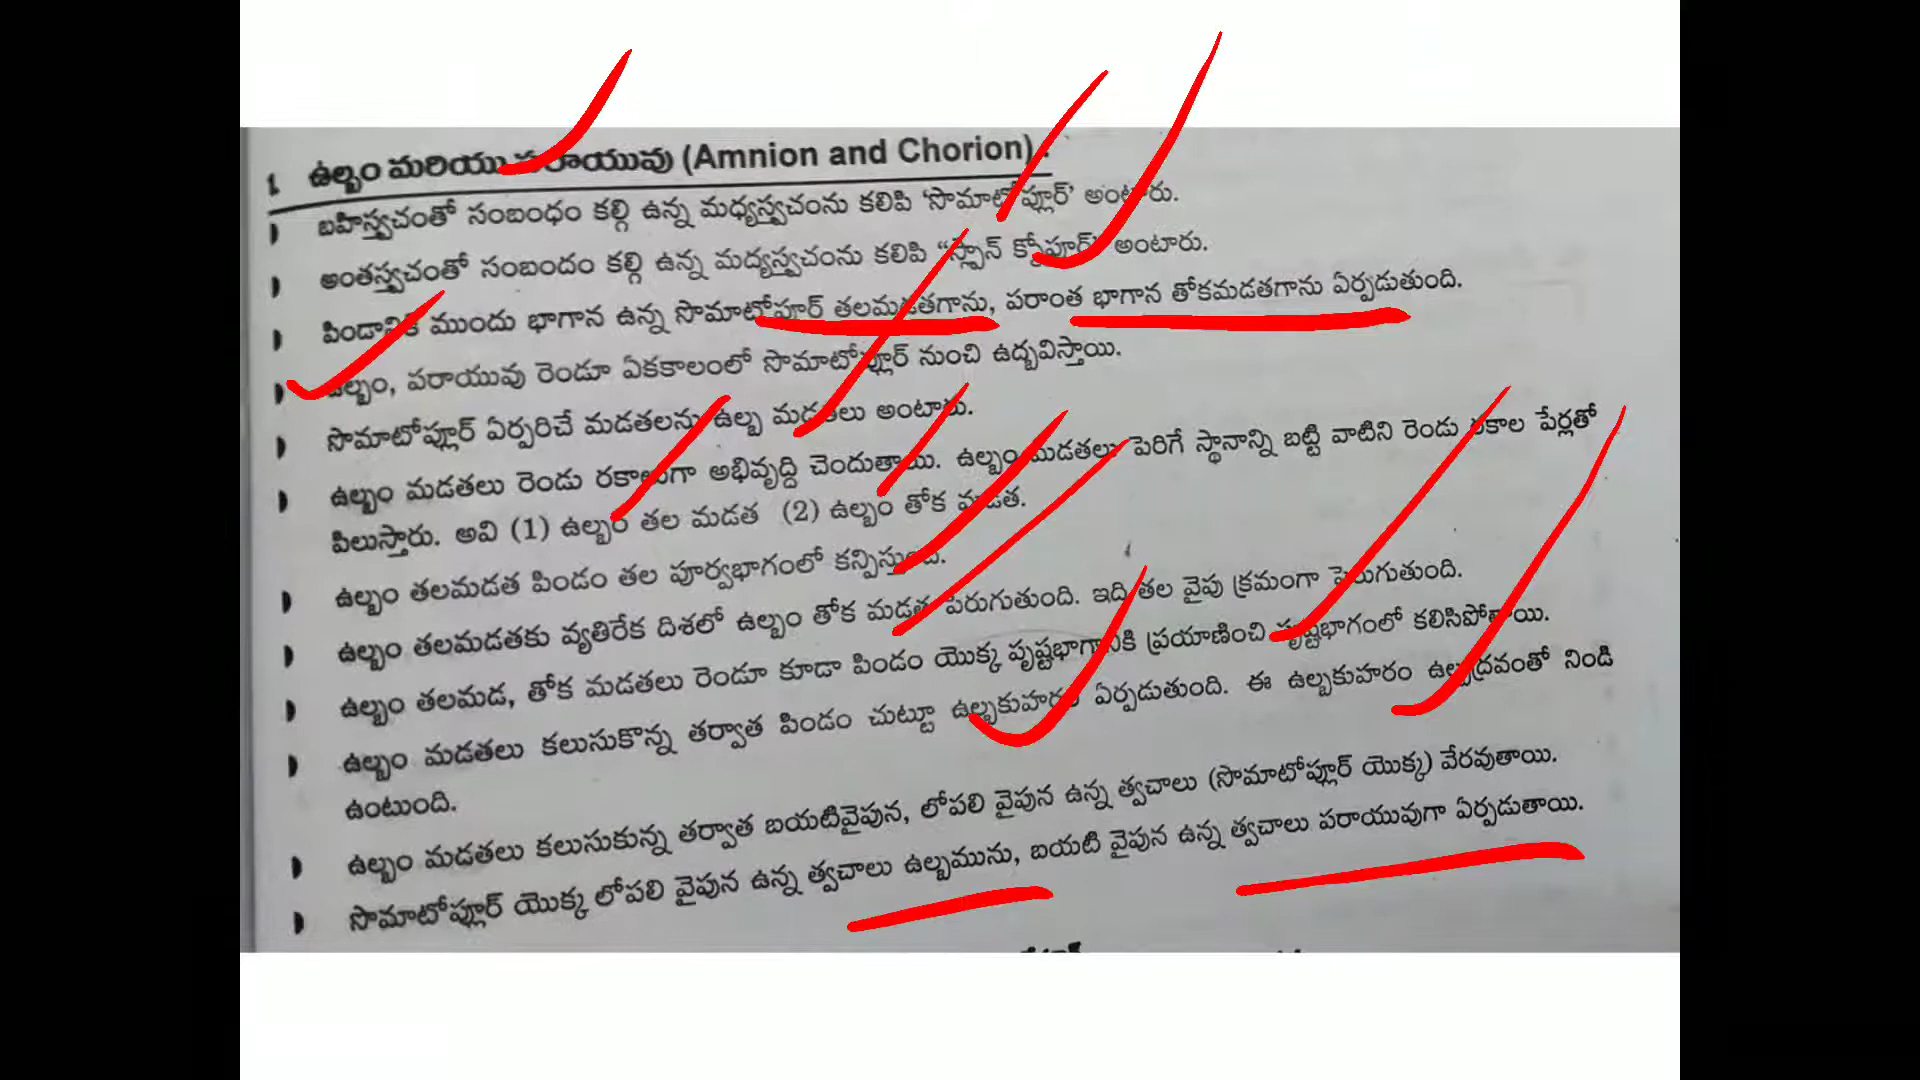 1. ఉల్బం మరియు పరాయువు (Amnion and Chorion) :
బహిస్త్వచంతో సంబంధం కల్గి ఉన్న మధ్యస్త్వచంను కలిపి ‘సొమాటోప్లూర్’ అంటారు.
అంతస్త్వచంతో సంబందం కల్గి ఉన్న మద్యస్త్వచంను కలిపి “స్ప్లాన్ క్నోప్లూర్” అంటారు.
పిండానికి ముందు భాగాన ఉన్న సొమాటోప్లూర్ తలమడతగాను, పరాంత భాగాన తోకమడతగాను ఏర్పడుతుంది.
ఉల్బం, పరాయువు రెండూ ఏకకాలంలో సొమాటోప్లూర్ నుంచి ఉద్భవిస్తాయి.
సొమాటోప్లూర్ ఏర్పరిచే మడతలను ఉల్బ మడతలు అంటారు.
ఉల్బం మడతలు రెండు రకాలుగా అభివృద్ధి చెందుతాయి. ఉల్బం మడతలు పెరిగే స్థానాన్ని బట్టి వాటిని రెండు రకాల పేర్లతో
పిలుస్తారు. అవి (1) ఉల్బం తల మడత (2) ఉల్బం తోక మడత.
ఉల్బం తలమడత పిండం తల పూర్వభాగంలో కన్పిస్తుంది.
ఉల్బం తలమడతకు వ్యతిరేక దిశలో ఉల్బం తోక మడత పెరుగుతుంది. ఇది తల వైపు క్రమంగా పెరుగుతుంది.
ఉల్బం తలమడ, తోక మడతలు రెండూ కూడా పిండం యొక్క పృష్టభాగానికి ప్రయాణించి పృష్టభాగంలో కలిసిపోతాయి.
ఉల్బం మడతలు కలుసుకొన్న తర్వాత పిండం చుట్టూ ఉల్బకుహరం ఏర్పడుతుంది. ఈ ఉల్బకుహరం ఉల్బద్రవంతో నిండి
ఉంటుంది.
ఉల్బం మడతలు కలుసుకున్న తర్వాత బయటివైపున, లోపలి వైపున ఉన్న త్వచాలు (సొమాటోప్లూర్ యొక్క) వేరవుతాయి.
సొమాటోప్లూర్ యొక్క లోపలి వైపున ఉన్న త్వచాలు ఉల్బమును, బయటి వైపున ఉన్న త్వచాలు పరాయువుగా ఏర్పడుతాయి.